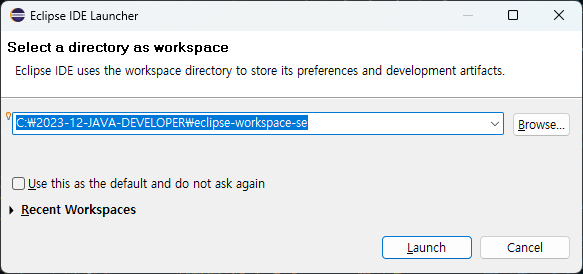 Eclipse IDE Launcher
Select a directory as workspace
Eclipse IDE uses the workspace directory to store its preferences and development artifacts.
C:₩2023-12-JAVA-DEVELOPER₩eclipse-workspace-se
Browse...
Use this as the default and do not ask again
Recent Workspaces
Launch
Cancel